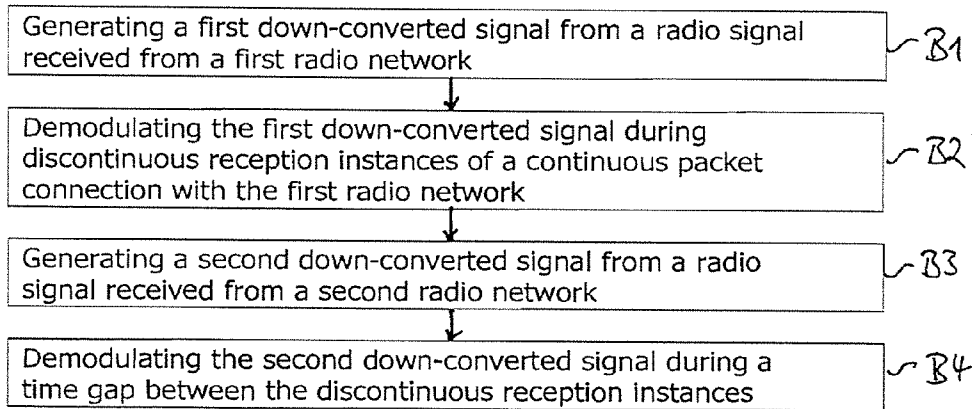 Generating a first down-converted signal from a radio signal
received from a first radio network
B1
Demodulating the first down-converted signal during
discontinuous reception instances of a continuous packet
connection with the first radio network
B2
Generating a second down-converted signal from a radio
signal received from a second radio network
B3
Demodulating the second down-converted signal during a
time gap between the discontinuous reception instances
B4